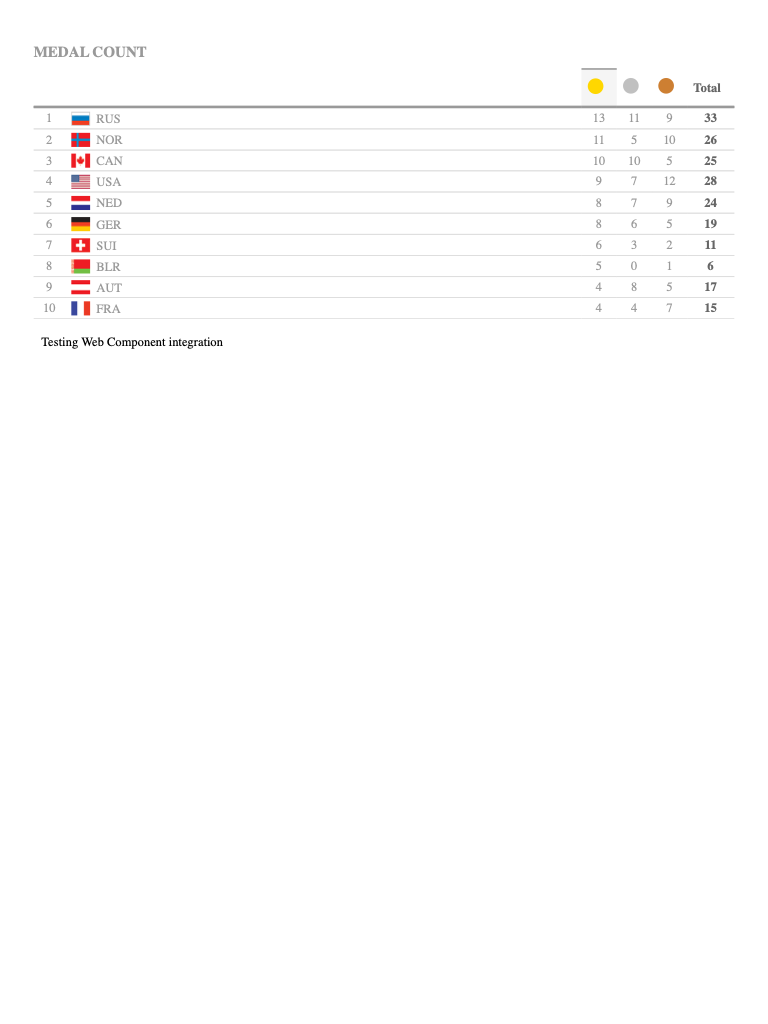 MEDAL COUNT
Total
1 RUS 13 11 9 33
2 NOR 11 5 10 26
3 CAN 10 10 5 25
4 USA 9 7 12 28
5 NED 8 7 9 24
6 GER 8 6 5 19
7 SUI 6 3 2 11
8 BLR 5 0 1 6
9 AUT 4 8 5 17
10 FRA 4 4 7 15
Testing Web Component integration